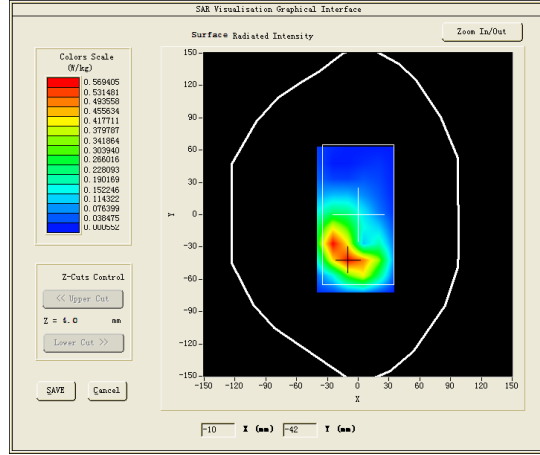 SAR Visualisation Graphical Interface
Surface Radiated Intensity
Zoom In/Out
Colors Scale
(W/kg)
0.569405
0.531481
0.493558
0.455634
0.417711
0.379787
0.341864
0.303940
0.266016
0.228093
0.190169
0.152246
0.114322
0.076399
0.038475
0.000552
150
120
90
60
30
0
-30
-60
-90
-120
-150
Y
-150 -120 -90 -60 -30 0 30 60 90 120 150
X
Z-Cuts Control
<< Upper Cut
Z = 4.0 mm
Lower Cut >>
SAVE Cancel
-10 X (mm) -42 Y (mm)